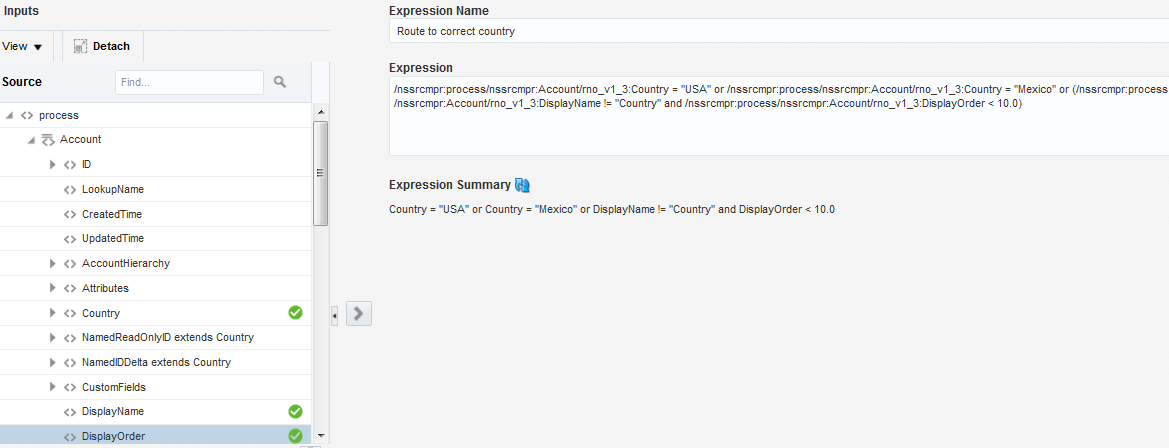 Inputs
View
Detach
Source
Find...
process
Account
ID
LookupName
CreatedTime
UpdatedTime
AccountHierarchy
Attributes
Country
NamedReadOnlyID extends Country
NamedIDDelta extends Country
CustomFields
DisplayName
DisplayOrder
Expression Name
Route to correct country
Expression
/nssrcmpr:process/nssrcmpr:Account/rno_v1_3:Country = "USA" or /nssrcmpr:process/nssrcmpr:Account/rno_v1_3:Country = "Mexico" or (/nssrcmpr:process
/nssrcmpr:Account/rno_v1_3:DisplayName != "Country" and /nssrcmpr:process/nssrcmpr:Account/rno_v1_3:DisplayOrder < 10.0)
Expression Summary
Country = "USA" or Country = "Mexico" or DisplayName != "Country" and DisplayOrder < 10.0